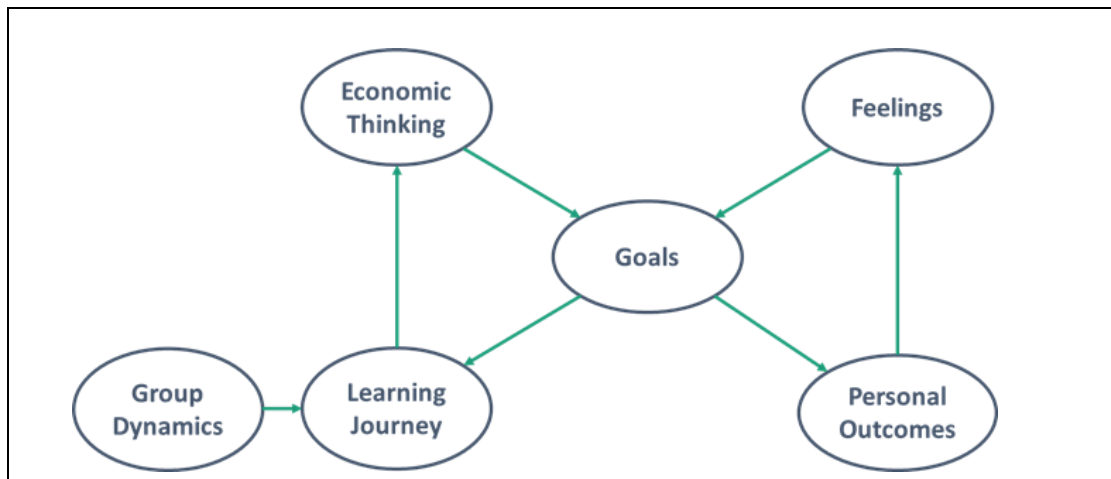 Economic
Thinking
Feelings
Goals
Group
Dynamics
Learning
Journey
Personal
Outcomes